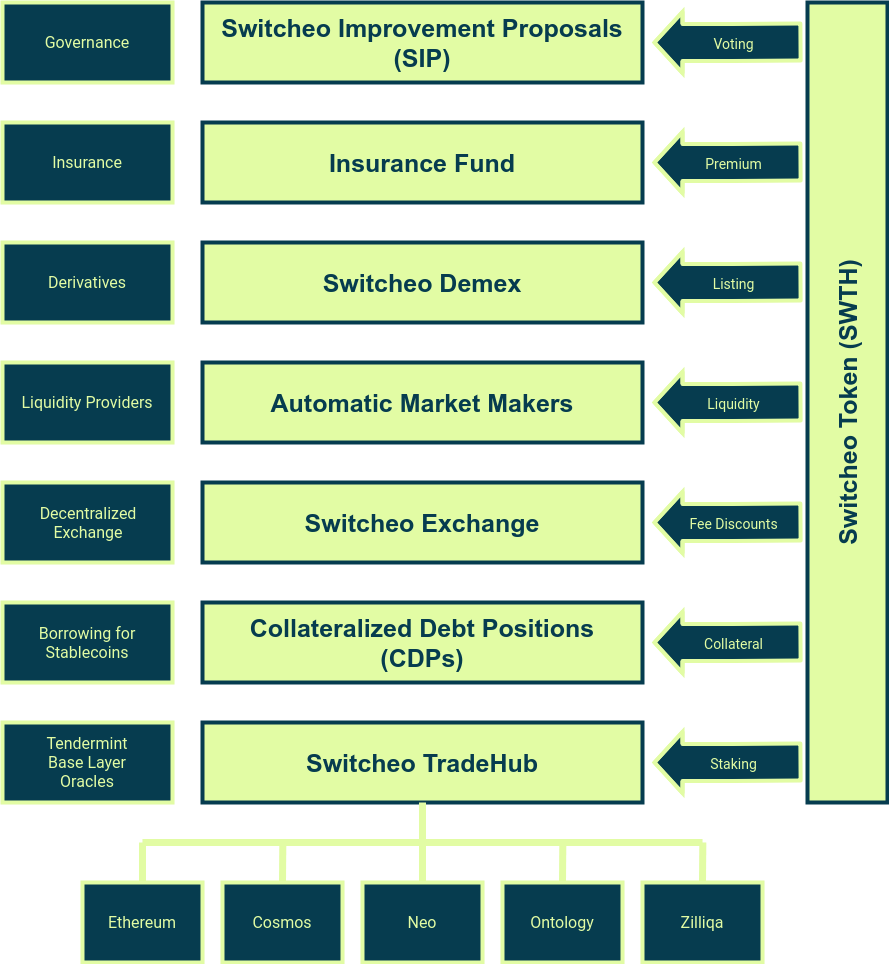 Governance
Switcheo Improvement Proposals
(SIP)
Voting
Insurance
Insurance Fund
Premium
Derivatives
Switcheo Demex
Listing
Liquidity Providers
Automatic Market Makers
Liquidity
Decentralized
Exchange
Switcheo Exchange
Fee Discounts
Borrowing for
Stablecoins
Collateralized Debt Positions
(CDPs)
Collateral
Tendermint
Base Layer
Oracles
Switcheo TradeHub
Staking
Switcheo Token (SWTH)
Ethereum
Cosmos
Neo
Ontology
Zilliqa